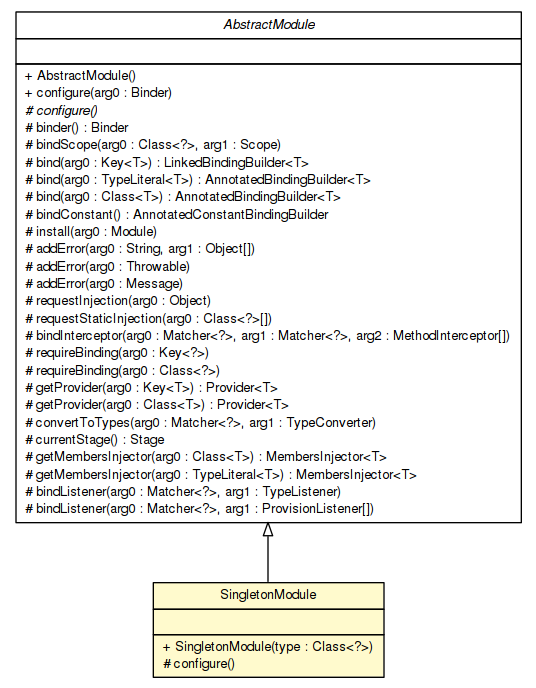 AbstractModule
+ AbstractModule()
+ configure(arg0 : Binder)
# configure()
# binder() : Binder
# bindScope(arg0 : Class<?>, arg1 : Scope)
# bind(arg0 : Key<T>) : LinkedBindingBuilder<T>
# bind(arg0 : TypeLiteral<T>) : AnnotatedBindingBuilder<T>
# bind(arg0 : Class<T>) : AnnotatedBindingBuilder<T>
# bindConstant() : AnnotatedConstantBindingBuilder
# install(arg0 : Module)
# addError(arg0 : String, arg1 : Object[])
# addError(arg0 : Throwable)
# addError(arg0 : Message)
# requestInjection(arg0 : Object)
# requestStaticInjection(arg0 : Class<?>[])
# bindInterceptor(arg0 : Matcher<?>, arg1 : Matcher<?>, arg2 : MethodInterceptor[])
# requireBinding(arg0 : Key<?>)
# requireBinding(arg0 : Class<?>)
# getProvider(arg0 : Key<T>) : Provider<T>
# getProvider(arg0 : Class<T>) : Provider<T>
# convertToTypes(arg0 : Matcher<?>, arg1 : TypeConverter)
# currentStage() : Stage
# getMembersInjector(arg0 : Class<T>) : MembersInjector<T>
# getMembersInjector(arg0 : TypeLiteral<T>) : MembersInjector<T>
# bindListener(arg0 : Matcher<?>, arg1 : TypeListener)
# bindListener(arg0 : Matcher<?>, arg1 : ProvisionListener[])
SingletonModule
+ SingletonModule(type : Class<?>)
# configure()